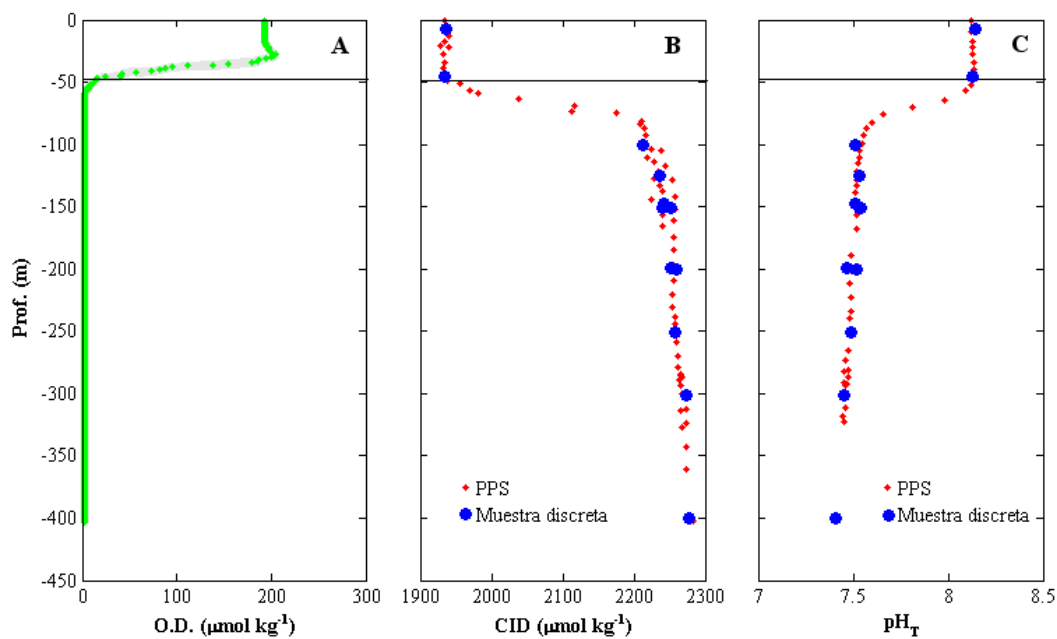 A
B
C
0
-50
-100
-150
-200
-250
-300
-350
-400
-450
Prof. (m)
0 100 200 300
1900 2000 2100 2200 2300
7 7.5 8 8.5
PPS
Muestra discreta
PPS
Muestra discreta
O.D. (μmol kg-1)
CID (μmol kg-1)
pHT